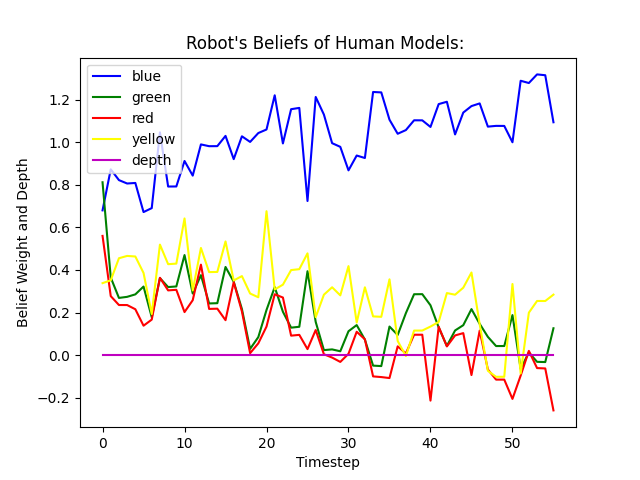 Robot's Beliefs of Human Models:
blue
green
red
yellow
depth
Belief Weight and Depth
1.2
1.0
0.8
0.6
0.4
0.2
0.0
−0.2
0 10 20 30 40 50
Timestep